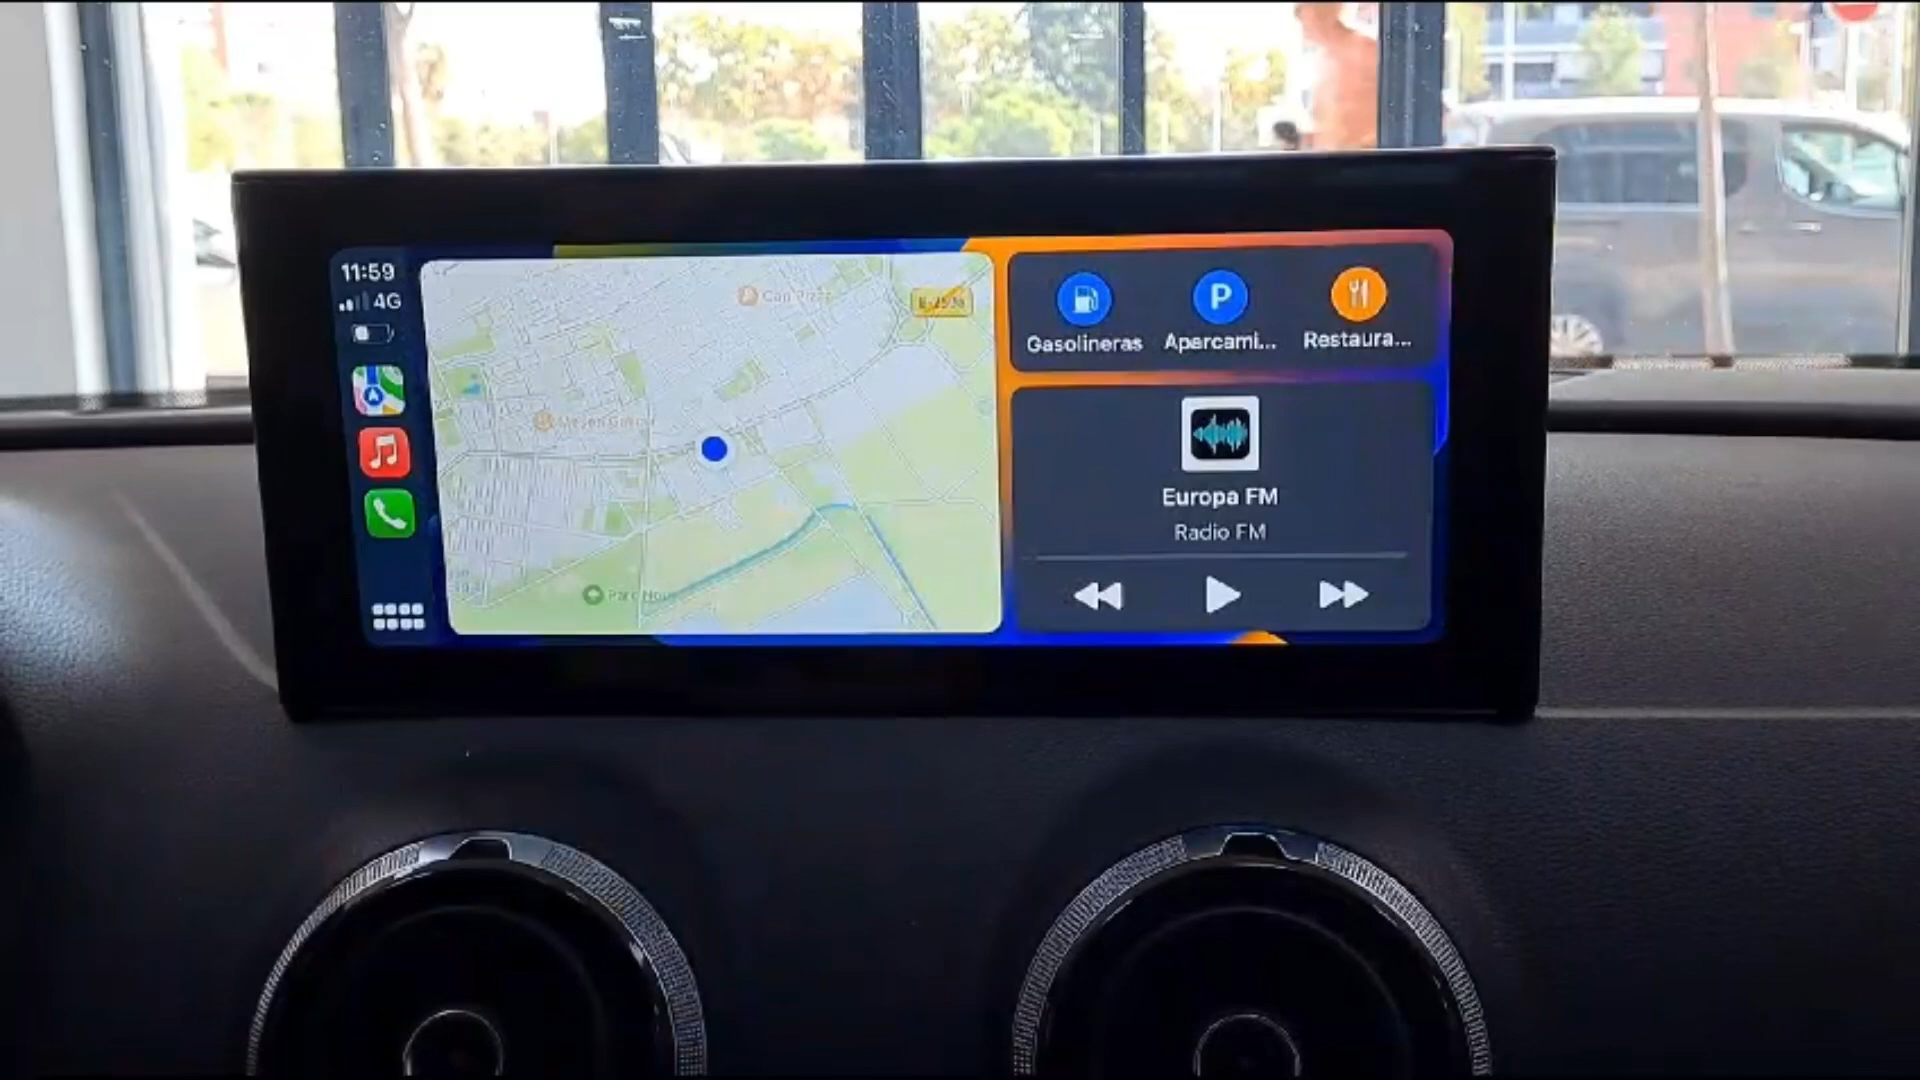 11:59
4G
Gasolineras
P
Aparcami...
Restaura...
Europa FM
Radio FM